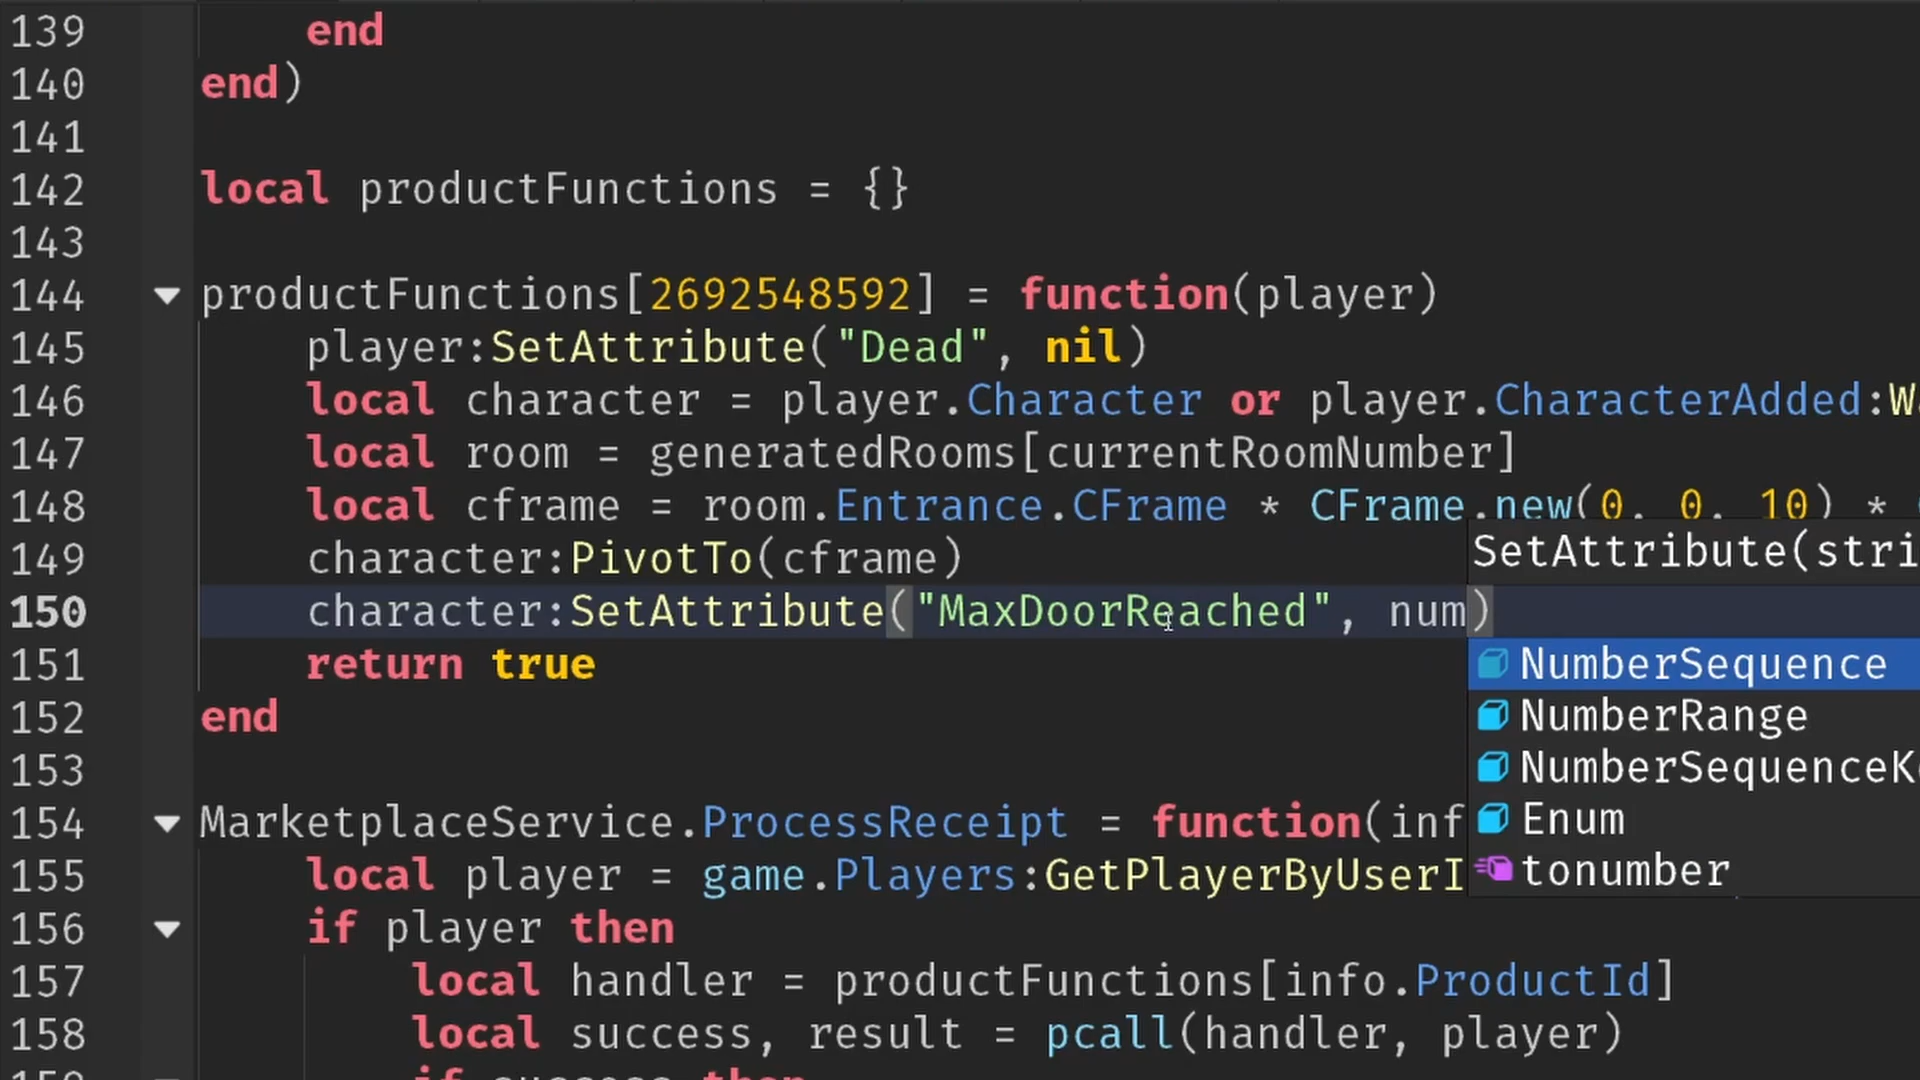 139 end
140 end)
141
142 local productFunctions = {}
143
144 productFunctions[2692548592] = function(player)
145 player:SetAttribute("Dead", nil)
146 local character = player.Character or player.CharacterAdded:W
147 local room = generatedRooms[currentRoomNumber]
148 local cframe = room.Entrance.CFrame * CFrame.new(0, 0, 10) *
149 character:PivotTo(cframe)
SetAttribute(stri
150 character:SetAttribute("MaxDoorReached", num)
151 return true
NumberSequence
152 end
NumberRange
153
NumberSequenceK
154 MarketplaceService.ProcessReceipt = function(inf
Enum
155 local player = game.Players:GetPlayerByUserI
tonumber
156 if player then
157 local handler = productFunctions[info.ProductId]
158 local success, result = pcall(handler, player)
if success then